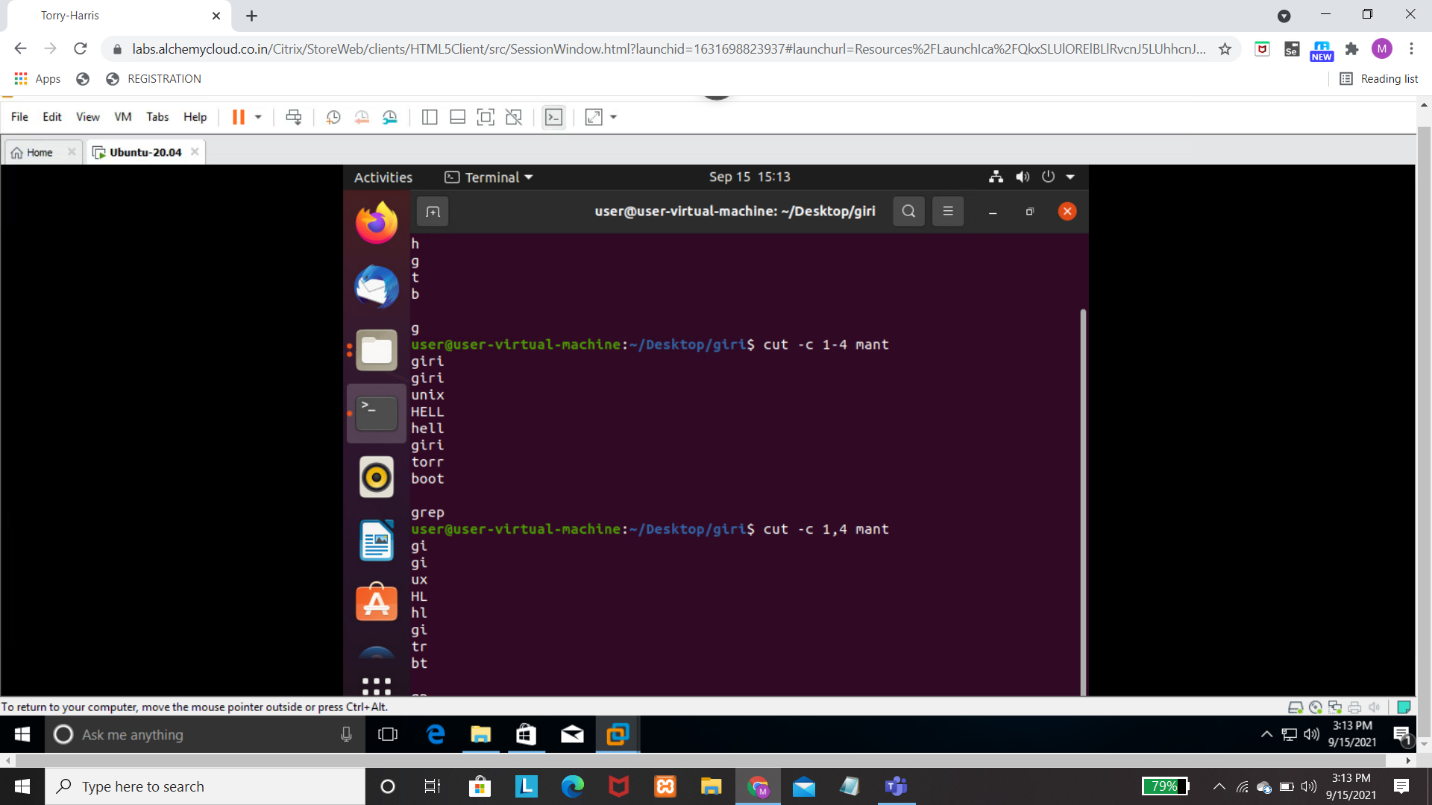 Torry-Harris
labs.alchemycloud.co.in/Citrix/StoreWeb/clients/HTML5Client/src/SessionWindow.html?launchid=1631698823937#launchurl=Resources%2FLaunchIca%2FQkxSLUlORElBLlRvcnJ5LUhhcnJ...
NEW
M
Apps
REGISTRATION
Reading list
File Edit View VM Tabs Help
Home
Ubuntu-20.04
Activities
Terminal
Sep 15 15:13
user@user-virtual-machine: ~/Desktop/giri
h
g
t
b
g
user@user-virtual-machine:~/Desktop/giri$ cut -c 1-4 mant
giri
giri
unix
HELL
hell
giri
torr
boot
grep
user@user-virtual-machine:~/Desktop/giri$ cut -c 1,4 mant
gi
gi
ux
HL
hl
gi
tr
bt
To return to your computer, move the mouse pointer outside or press Ctrl+Alt.
Ask me anything
3:13 PM
9/15/2021
1
Type here to search
L
79%
3:13 PM
9/15/2021